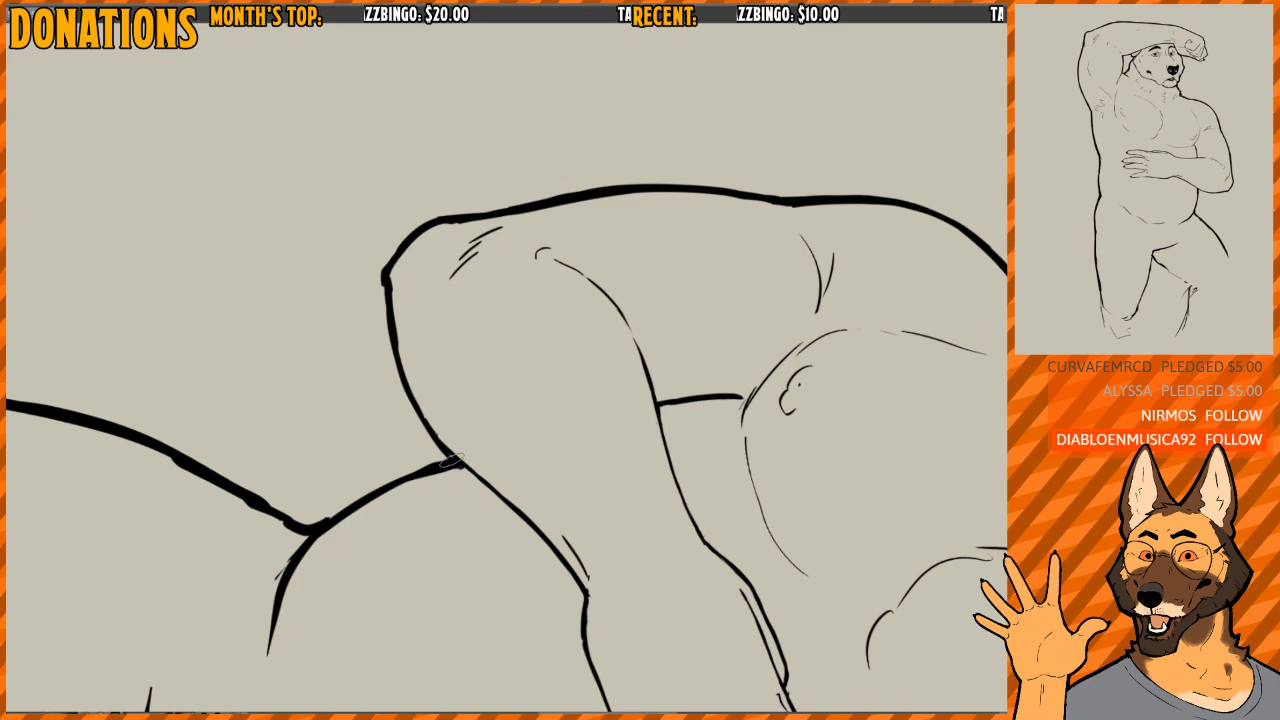 DONATIONS
MONTH'S TOP: ZZBINGO: $20.00 TA RECENT: ZZBINGO: $10.00 TA
CURVAFEMRCD PLEDGED $5.00
ALYSSA PLEDGED $5.00
NIRMOS FOLLOW
DIABLOENMUSICA92 FOLLOW